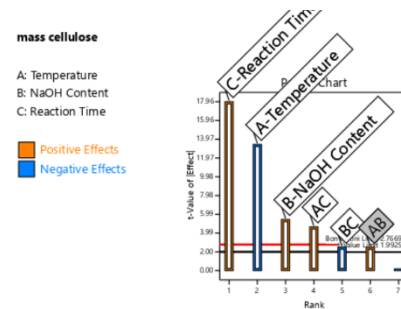 mass cellulose
A: Temperature
B: NaOH Content
C: Reaction Time
Positive Effects
Negative Effects
Chart
C-Reaction Time
A-Temperature
B-NaOH Content
AC
BC
AB
t-Value of |Effect|
17.96
15.96
13.97
11.97
9.98
7.98
5.99
3.99
2.00
0.00
1 2 3 4 5 6 7
Rank